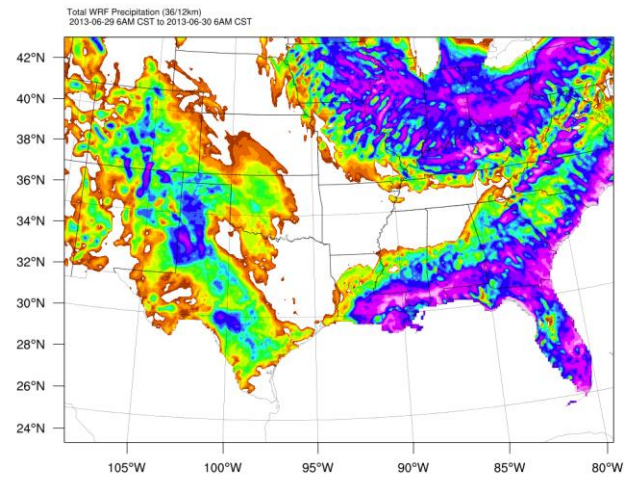 Total WRF Precipitation (36/12km)
2013-06-29 6AM CST to 2013-06-30 6AM CST
42°N
40°N
38°N
36°N
34°N
32°N
30°N
28°N
26°N
24°N
105°W 100°W 95°W 90°W 85°W 80°W